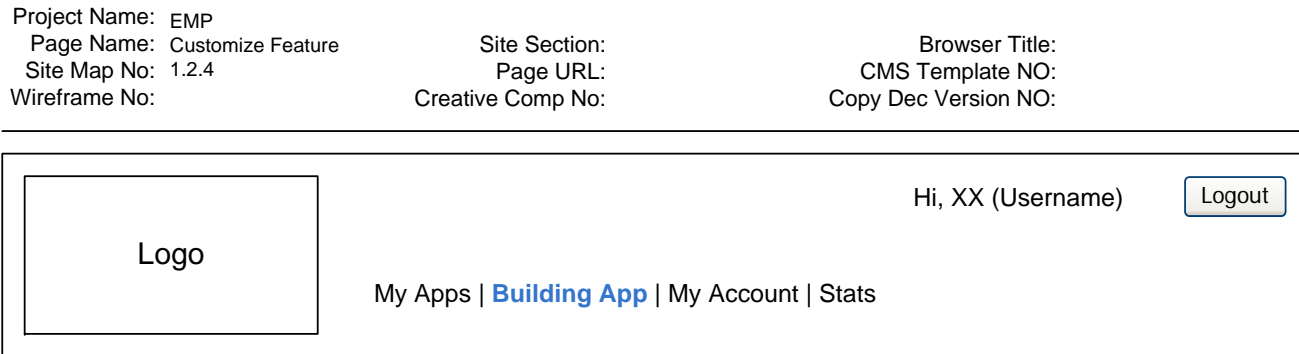 Project Name: EMP
Page Name: Customize Feature Site Section: Browser Title:
Site Map No: 1.2.4 Page URL: CMS Template NO:
Wireframe No: Creative Comp No: Copy Dec Version NO:
Hi, XX (Username) Logout
Logo
My Apps | Building App | My Account | Stats